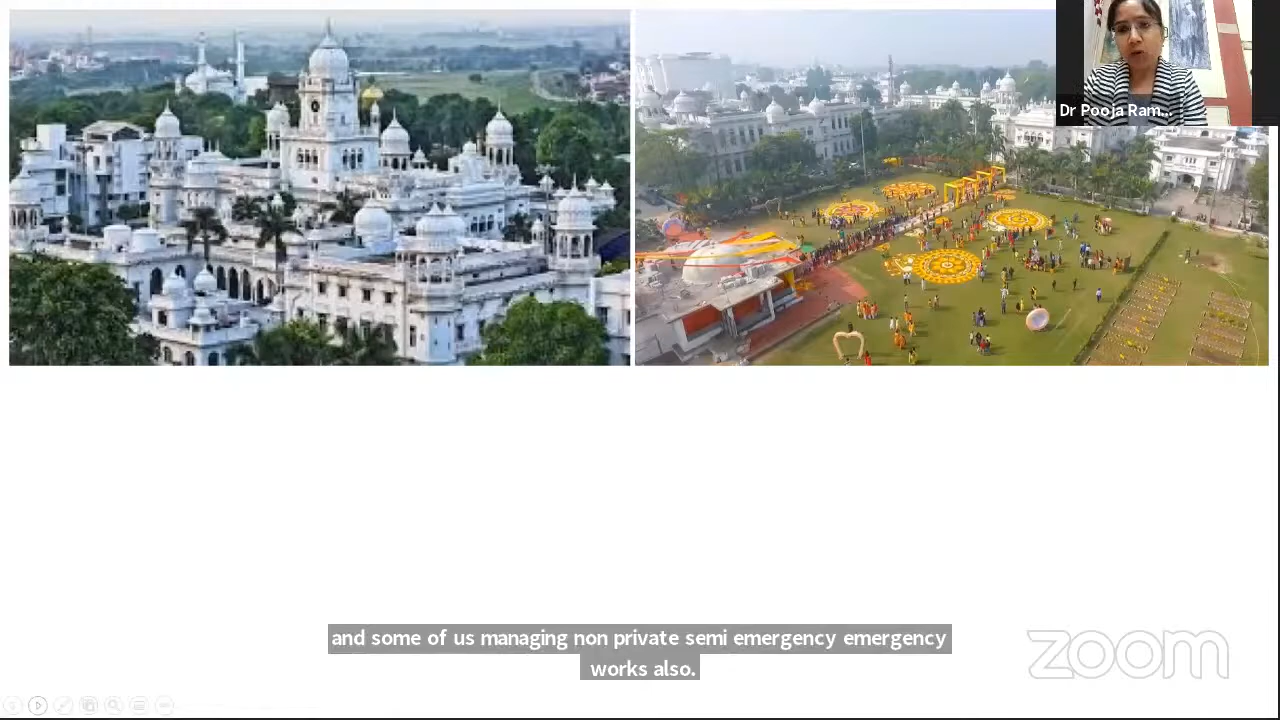 Dr Pooja Ram...
and some of us managing non private semi emergency emergency
works also.
zoom